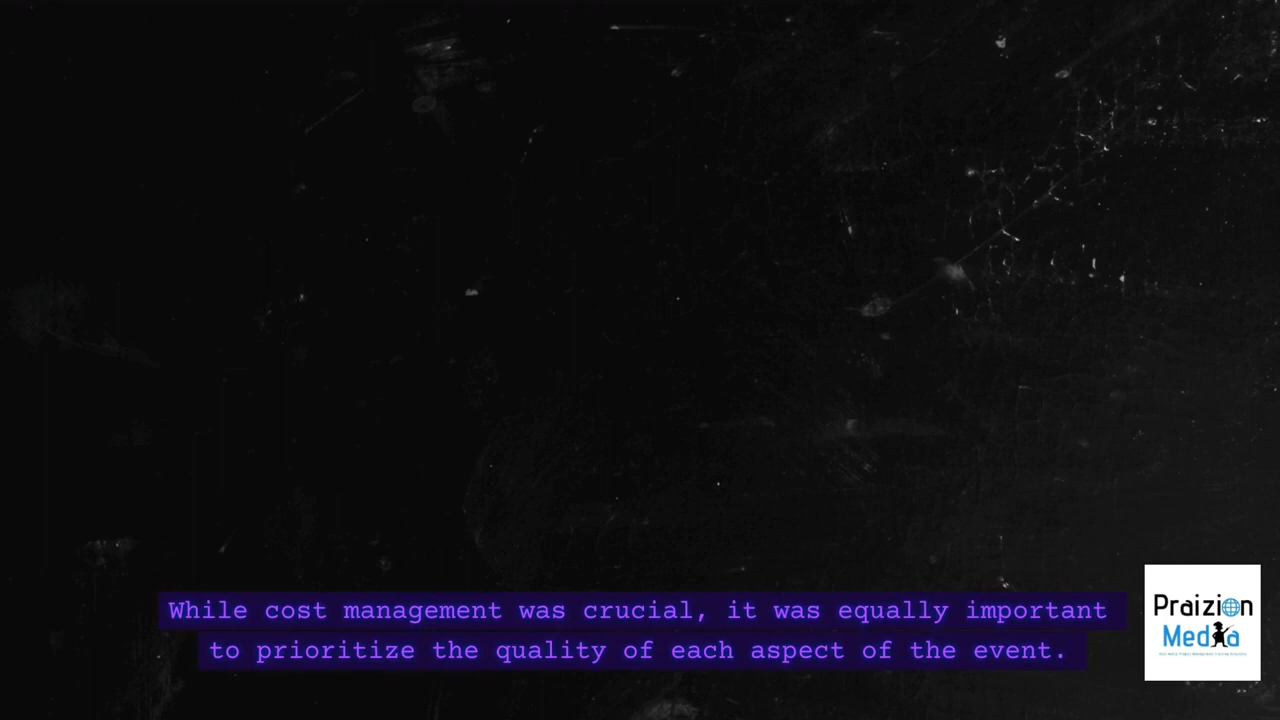 While cost management was crucial, it was equally important
to prioritize the quality of each aspect of the event.
Praizion
Media